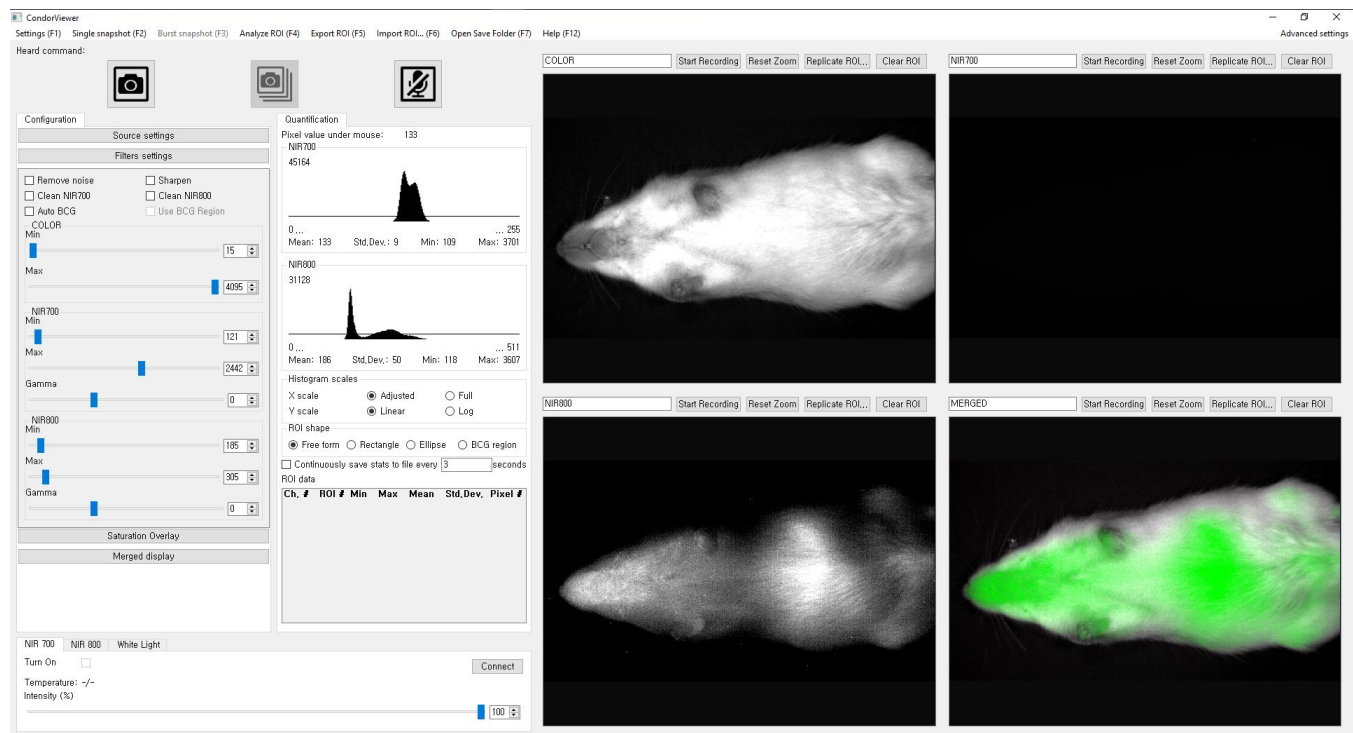 CondorViewer
Settings (F1) Single snapshot (F2) Burst snapshot (F3) Analyze ROI (F4) Export ROI (F5) Import ROI... (F6) Open Save Folder (F7) Help (F12) Advanced settings
Heard command:
Configuration
Source settings
Filters settings
Remove noise Sharpen
Clean NIR700 Clean NIR800
Auto BCG Use BCG Region
COLOR
Min
15
Max
4095
NIR700
Min
121
Max
2442
Gamma
0
NIR800
Min
185
Max
305
Gamma
0
Saturation Overlay
Merged display
Quantification
Pixel value under mouse: 133
NIR700
45164
0... ... 255
Mean: 133 Std.Dev.: 9 Min: 109 Max: 3701
NIR800
31128
0... ... 511
Mean: 186 Std.Dev.: 50 Min: 118 Max: 3607
Histogram scales
X scale Adjusted Full
Y scale Linear Log
ROI shape
Free form Rectangle Ellipse BCG region
Continuously save stats to file every 3 seconds
ROI data
Ch. # ROI # Min Max Mean Std.Dev. Pixel #
NIR 700 NIR 800 White Light
Turn On Connect
Temperature: -/-
Intensity (%)
100
COLOR Start Recording Reset Zoom Replicate ROI... Clear ROI
NIR700 Start Recording Reset Zoom Replicate ROI... Clear ROI
NIR800 Start Recording Reset Zoom Replicate ROI... Clear ROI
MERGED Start Recording Reset Zoom Replicate ROI... Clear ROI